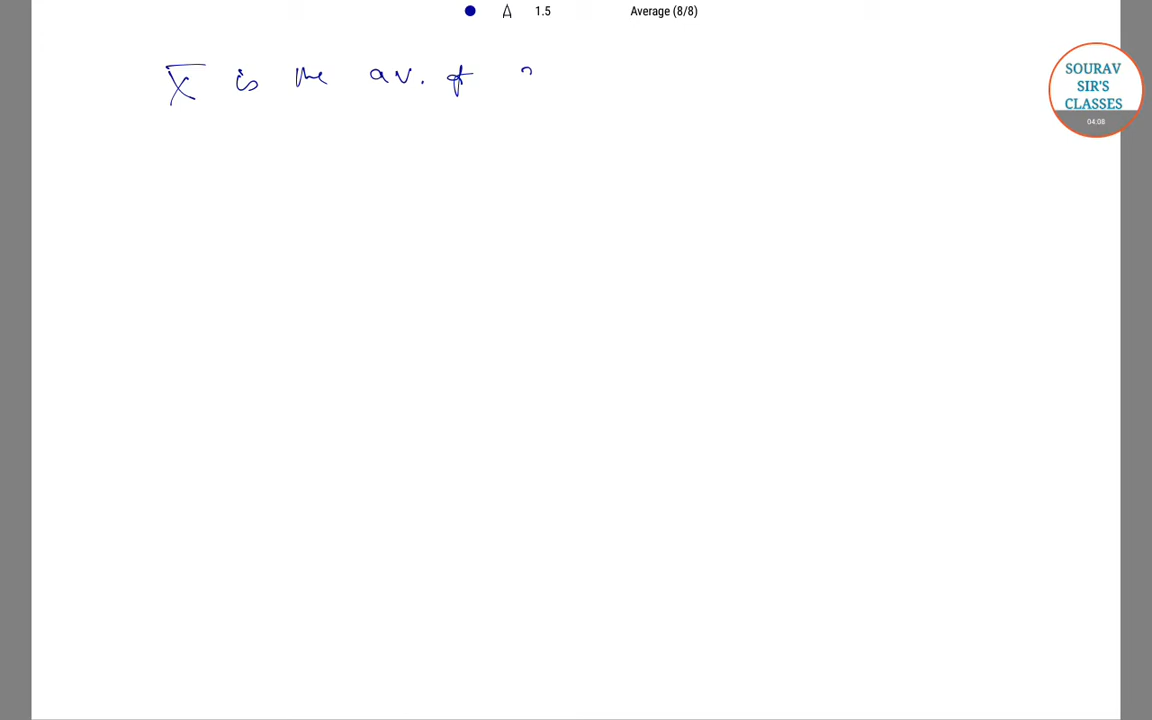 A 1.5 Average (8/8)
X̅ is the av. of
SOURAV
SIR'S
CLASSES
04:08